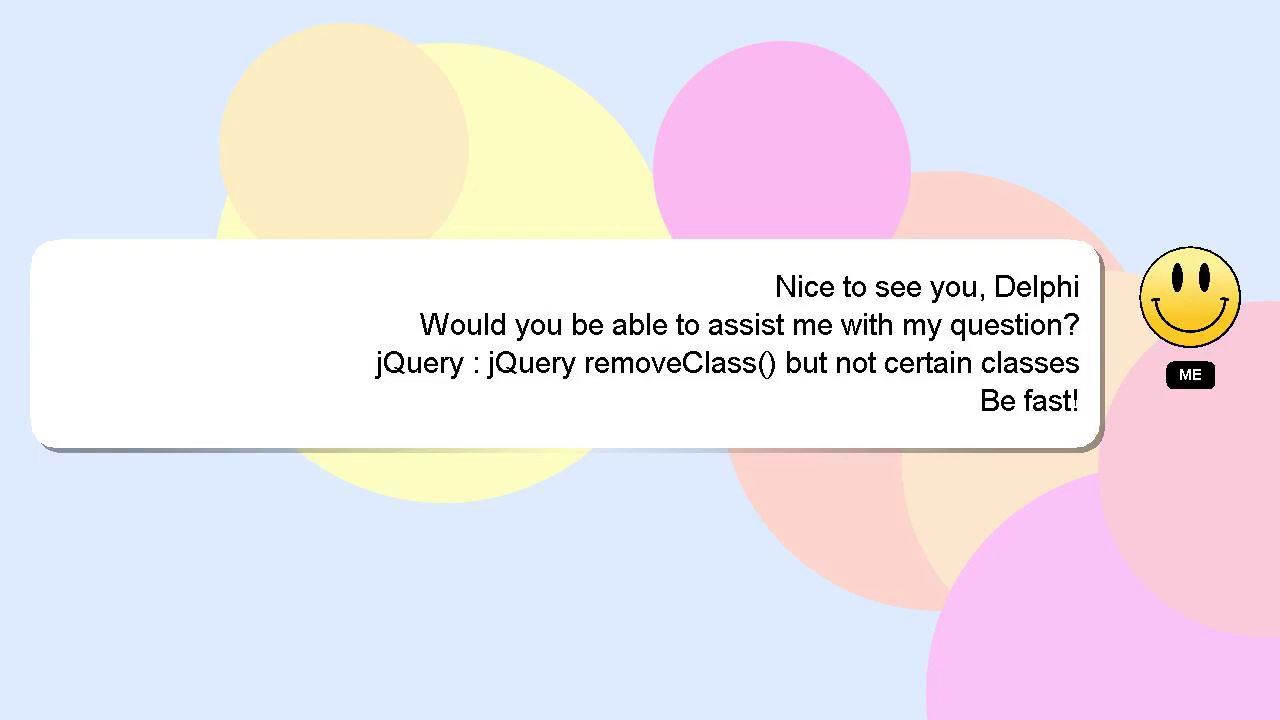 Nice to see you, Delphi
Would you be able to assist me with my question?
jQuery : jQuery removeClass() but not certain classes
Be fast!
ME